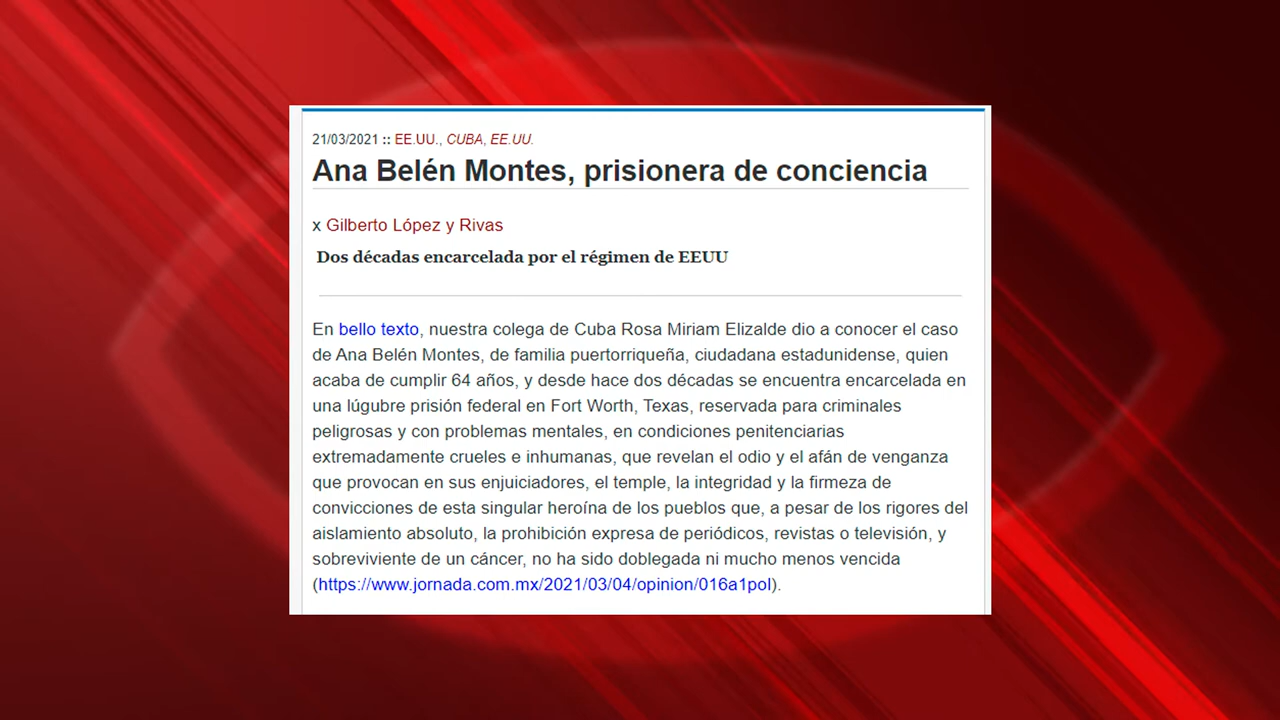 21/03/2021 :: EE.UU., CUBA, EE.UU.
Ana Belén Montes, prisionera de conciencia
x Gilberto López y Rivas
Dos décadas encarcelada por el régimen de EEUU
En bello texto, nuestra colega de Cuba Rosa Miriam Elizalde dio a conocer el caso
de Ana Belén Montes, de familia puertorriqueña, ciudadana estadunidense, quien
acaba de cumplir 64 años, y desde hace dos décadas se encuentra encarcelada en
una lúgubre prisión federal en Fort Worth, Texas, reservada para criminales
peligrosas y con problemas mentales, en condiciones penitenciarias
extremadamente crueles e inhumanas, que revelan el odio y el afán de venganza
que provocan en sus enjuiciadores, el temple, la integridad y la firmeza de
convicciones de esta singular heroína de los pueblos que, a pesar de los rigores del
aislamiento absoluto, la prohibición expresa de periódicos, revistas o televisión, y
sobreviviente de un cáncer, no ha sido doblegada ni mucho menos vencida
(https://www.jornada.com.mx/2021/03/04/opinion/016a1pol).